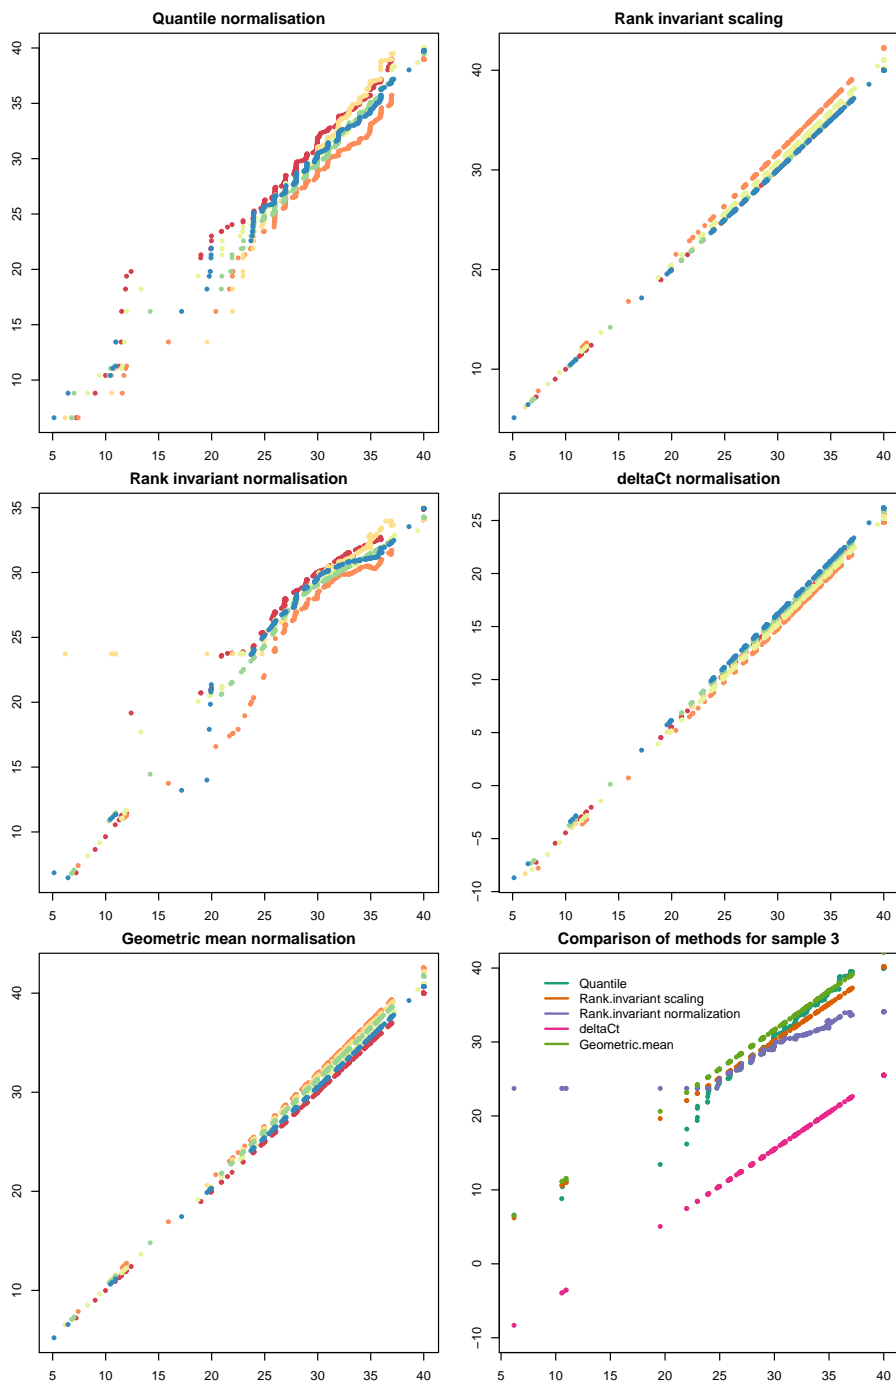 Quantile normalisation
Rank invariant scaling
40
35
30
25
20
15
10
5 10 15 20 25 30 35 40
40
30
20
10
5 10 15 20 25 30 35 40
Rank invariant normalisation
deltaCt normalisation
35
30
25
20
15
10
5 10 15 20 25 30 35 40
25
20
15
10
5
0
−5
−10
5 10 15 20 25 30 35 40
Geometric mean normalisation
Comparison of methods for sample 3
40
30
20
10
5 10 15 20 25 30 35 40
Quantile
Rank.invariant scaling
Rank.invariant normalization
deltaCt
Geometric.mean
40
30
20
10
0
−10
5 10 15 20 25 30 35 40